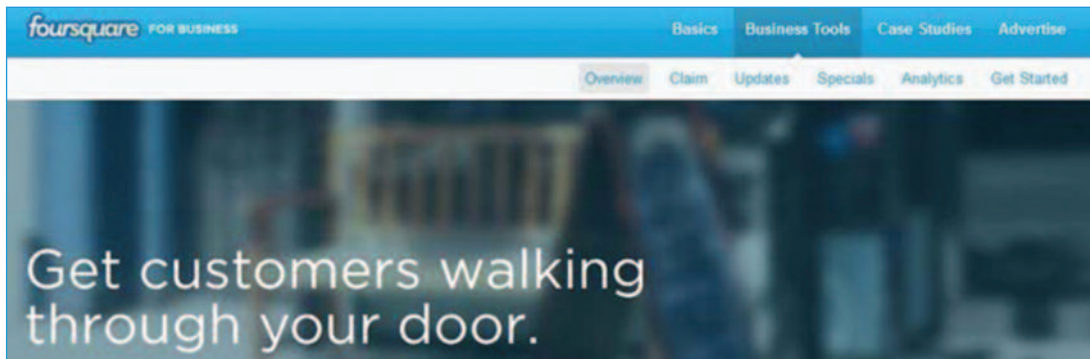 foursquare FOR BUSINESS
Basics Business Tools Case Studies Advertise
Overview Claim Updates Specials Analytics Get Started
Get customers walking
through your door.